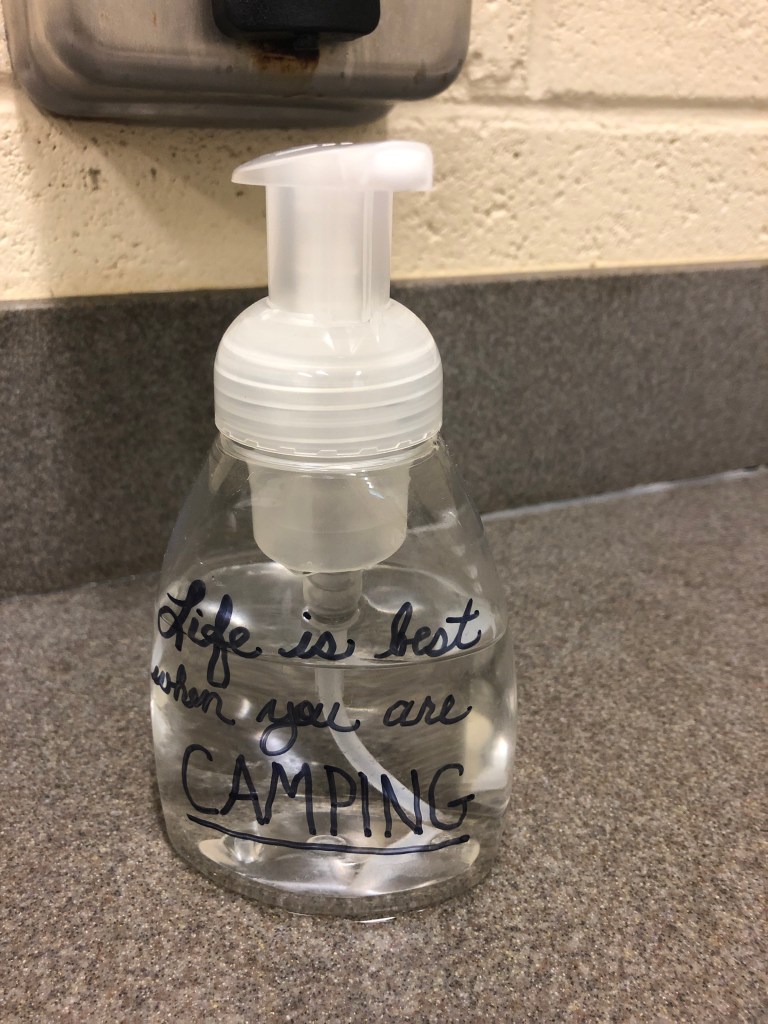 Life is best
when you are
CAMPING